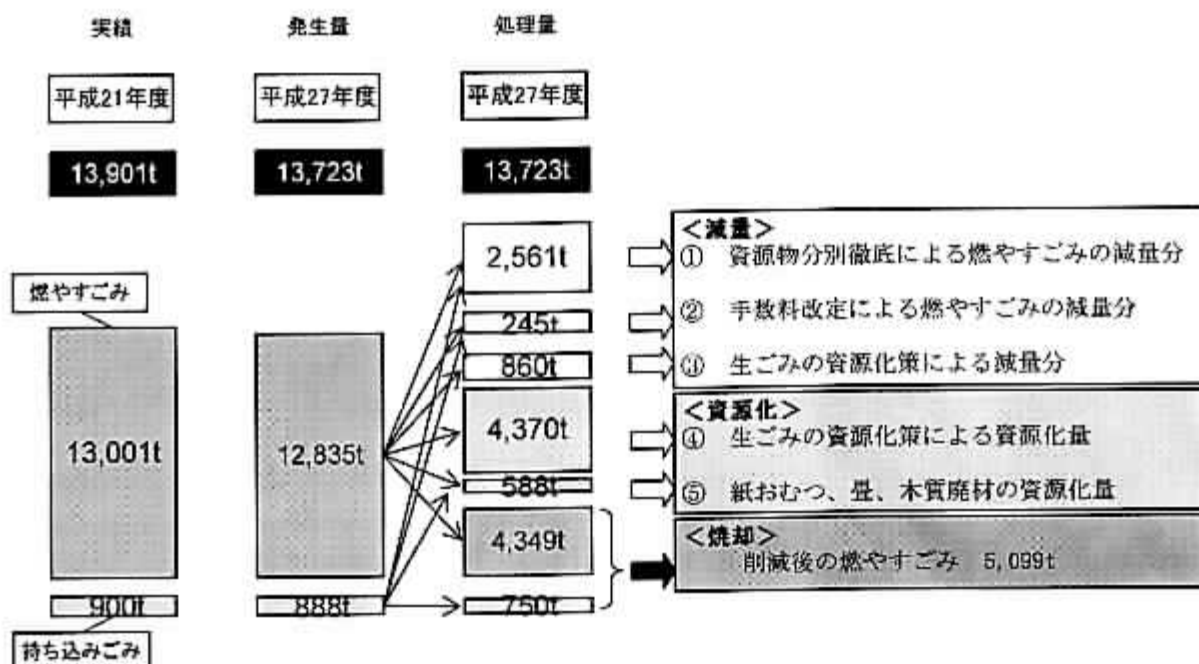 実績
発生量
処理量
平成21年度
平成27年度
平成27年度
13,901t
13,723t
13,723t
燃やすごみ
13,001t
900t
持ち込みごみ
12,835t
888t
2,561t
245t
860t
4,370t
588t
4,349t
750t
<減量>
① 資源物分別徹底による燃やすごみの減量分
② 手数料改定による燃やすごみの減量分
③ 生ごみの資源化策による減量分
<資源化>
④ 生ごみの資源化策による資源化量
⑤ 紙おむつ、畳、木質廃材の資源化量
<焼却>
削減後の燃やすごみ 5,099t